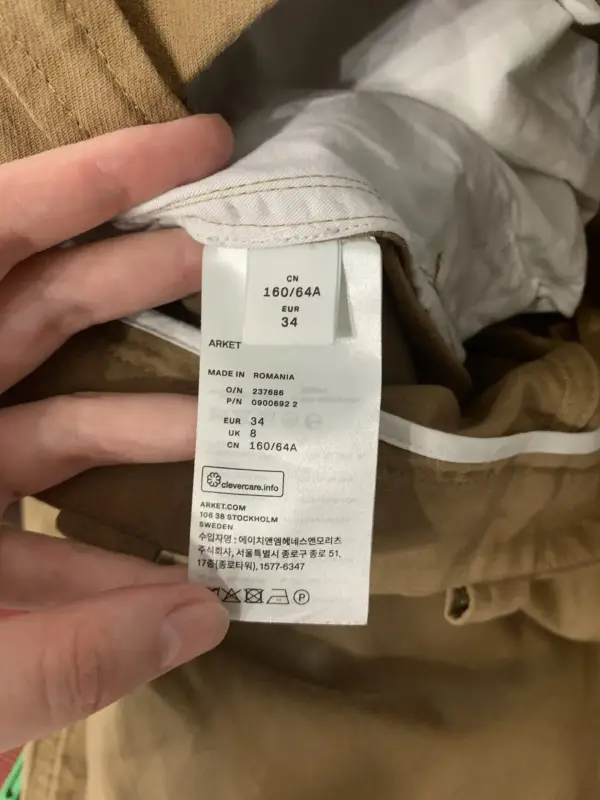 CN
160/64A
EUR
34
ARKET
MADE IN ROMANIA
O/N 237686
P/N 0900692 2
EUR 34
UK 8
CN 160/64A
clevercare.info
ARKET.COM
106 38 STOCKHOLM
SWEDEN
수입자명 : 에이치앤엠헤네스앤모리츠
주식회사, 서울특별시 종로구 종로 51,
17층(종로타워), 1577-6347
P